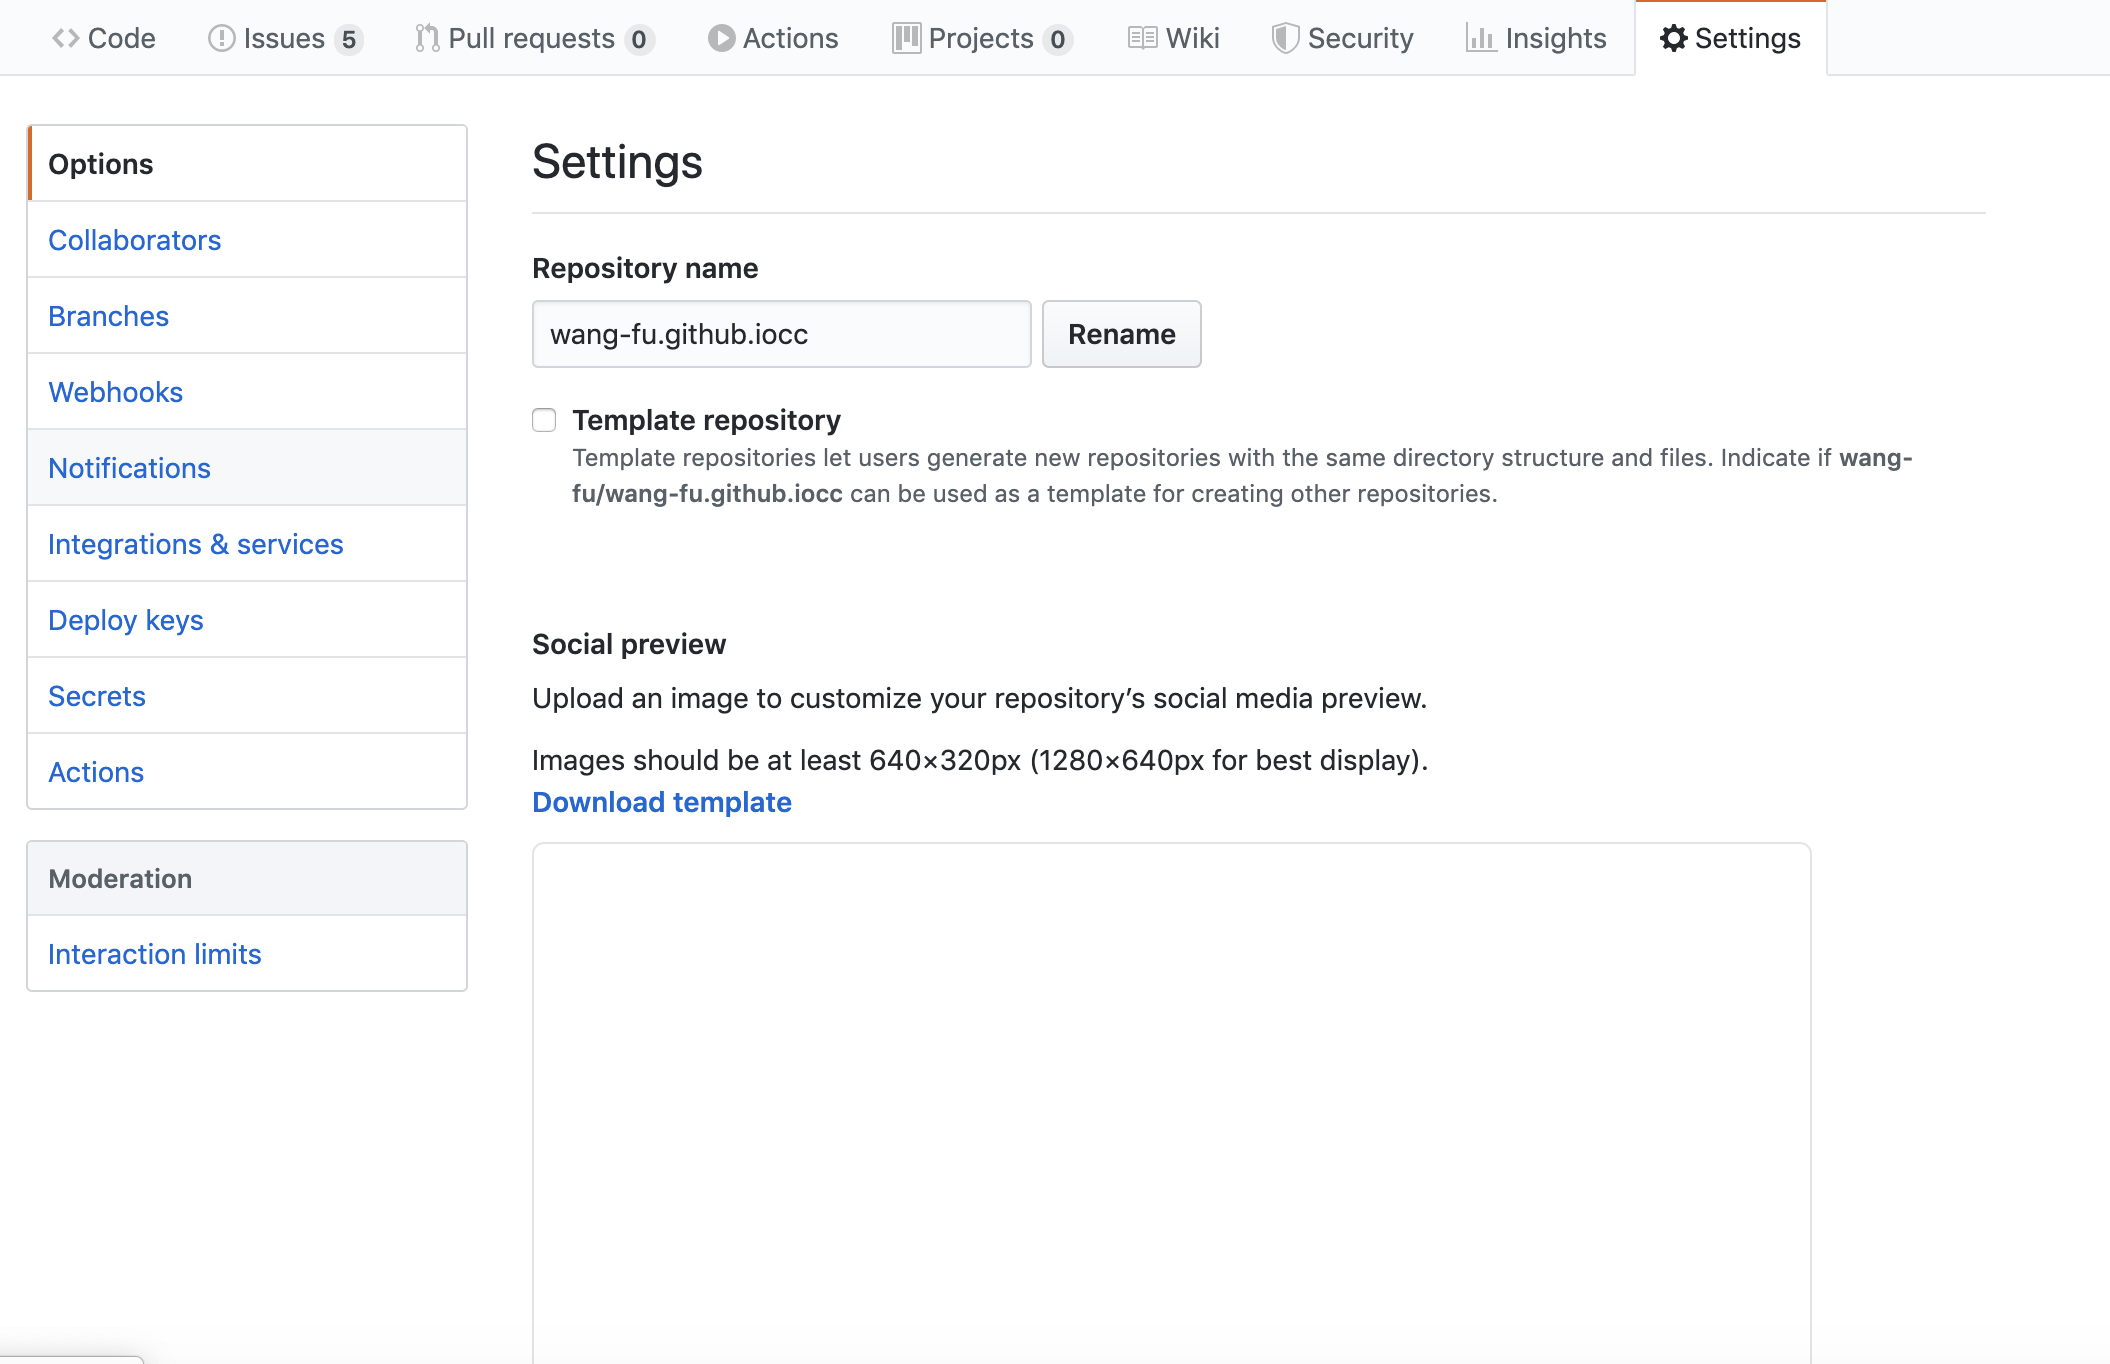 Code Issues 5 Pull requests 0 Actions Projects 0 Wiki Security Insights Settings
Options
Collaborators
Branches
Webhooks
Notifications
Integrations & services
Deploy keys
Secrets
Actions
Moderation
Interaction limits
Settings
Repository name
wang-fu.github.iocc Rename
Template repository
Template repositories let users generate new repositories with the same directory structure and files. Indicate if wang-
fu/wang-fu.github.iocc can be used as a template for creating other repositories.
Social preview
Upload an image to customize your repository’s social media preview.
Images should be at least 640×320px (1280×640px for best display).
Download template